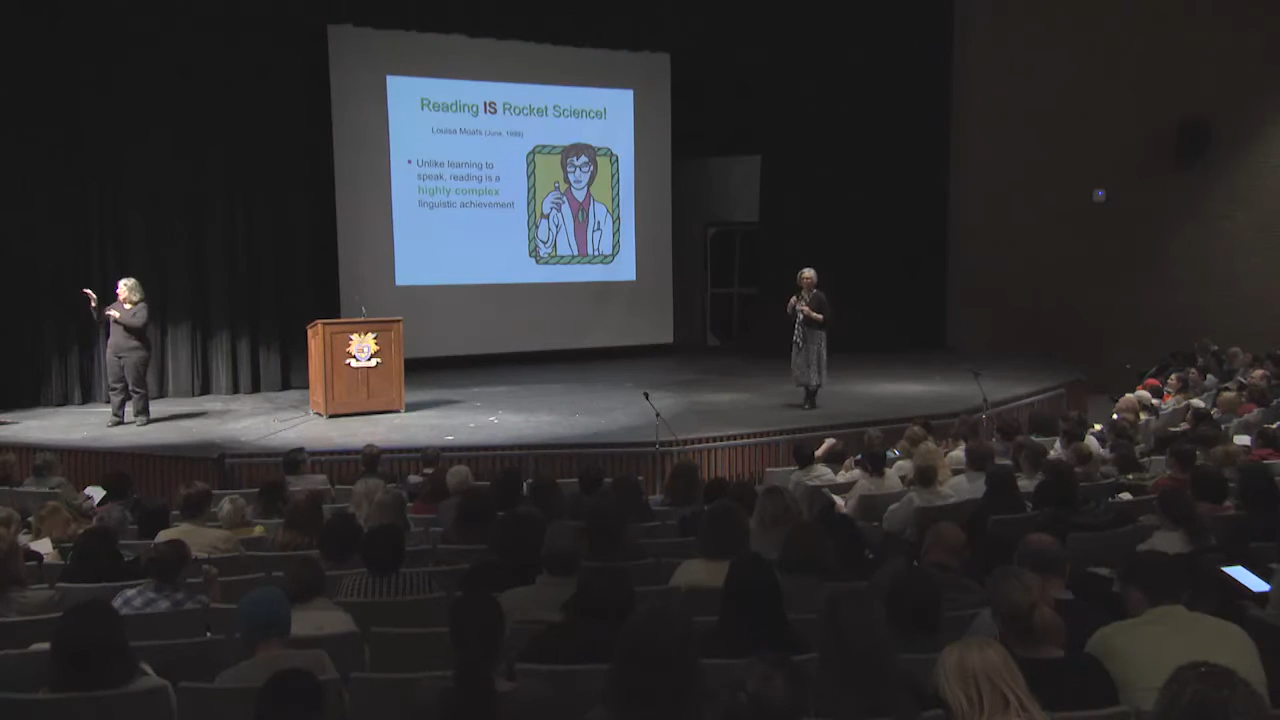 Reading IS Rocket Science!
Louisa Moats (June, 1999)
• Unlike learning to
speak, reading is a
highly complex
linguistic achievement